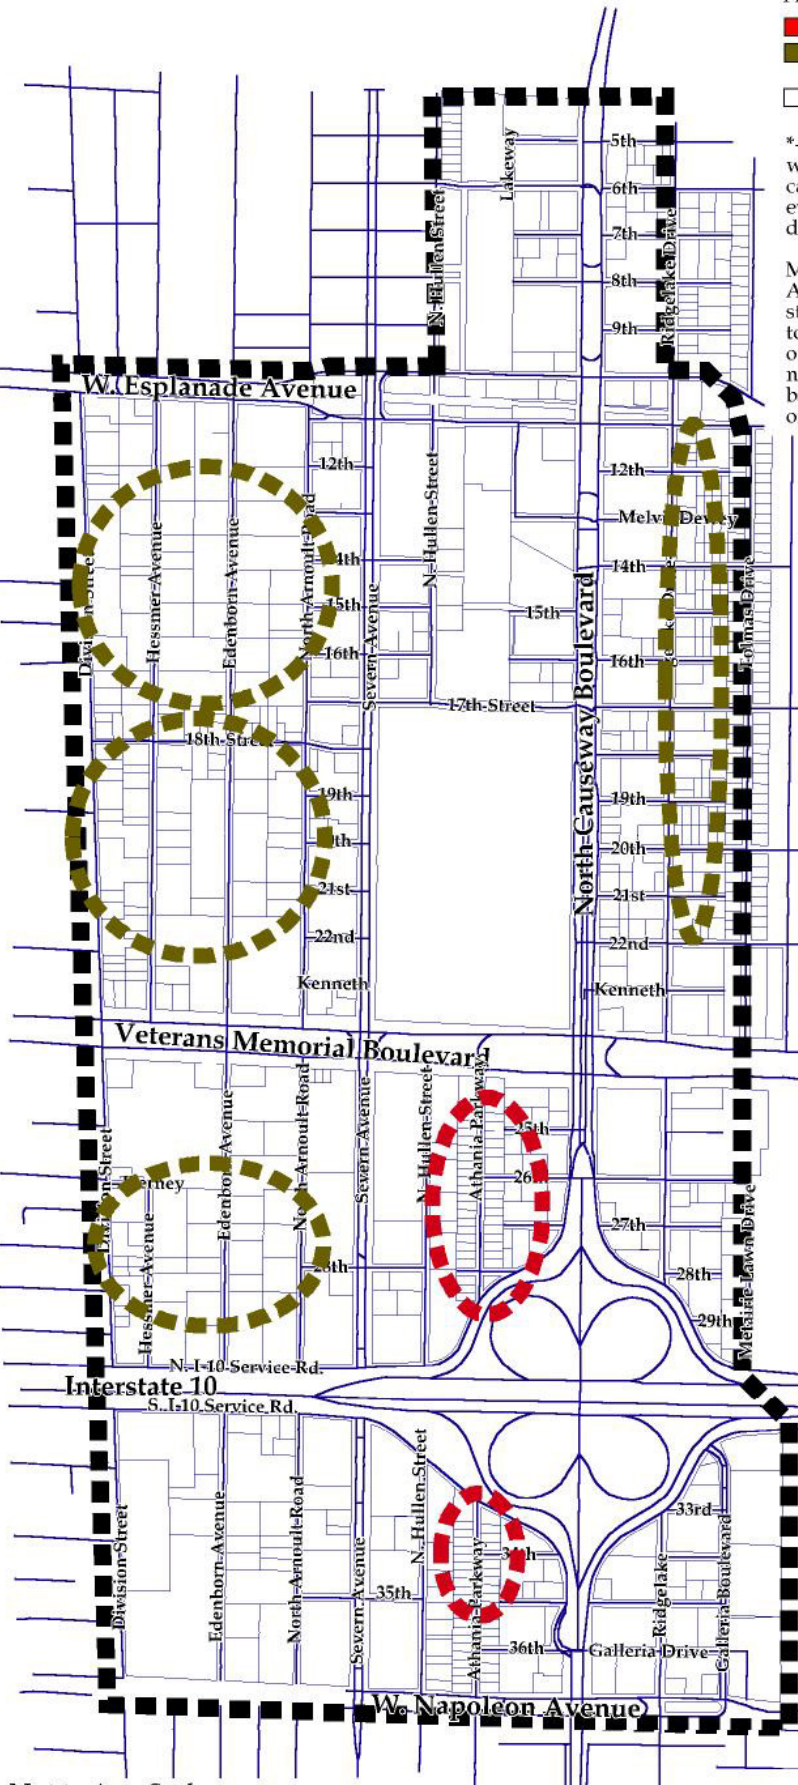 5th
Lakeway
6th
N. Hullen Street
7th
Ridgelake Drive
8th
9th
W. Esplanade Avenue
12th
12th
N. Hullen Street
Melvil Dewey
Hessmer Avenue
Edenborn Avenue
North Arnoult Road
14th
14th
Tolmas Drive
15th
15th
Severn Avenue
16th
16th
North Causeway Boulevard
17th Street
18th Street
19th
19th
20th
21st
21st
22nd
22nd
Kenneth
Kenneth
Veterans Memorial Boulevard
Athania Parkway
N. Hullen Street
Severn Avenue
North Arnoult Road
Edenborn Avenue
Division Street
25th
26th
27th
Hessmer Avenue
28th
Metairie Lawn Drive
29th
N. I-10 Service Rd.
Interstate 10
S. I-10 Service Rd.
N. Hullen Street
33rd
34th
Division Street
Edenborn Avenue
North Arnoult Road
Severn Avenue
35th
Athania Parkway
Ridgelake
Galleria Boulevard
36th
Galleria Drive
W. Napoleon Avenue